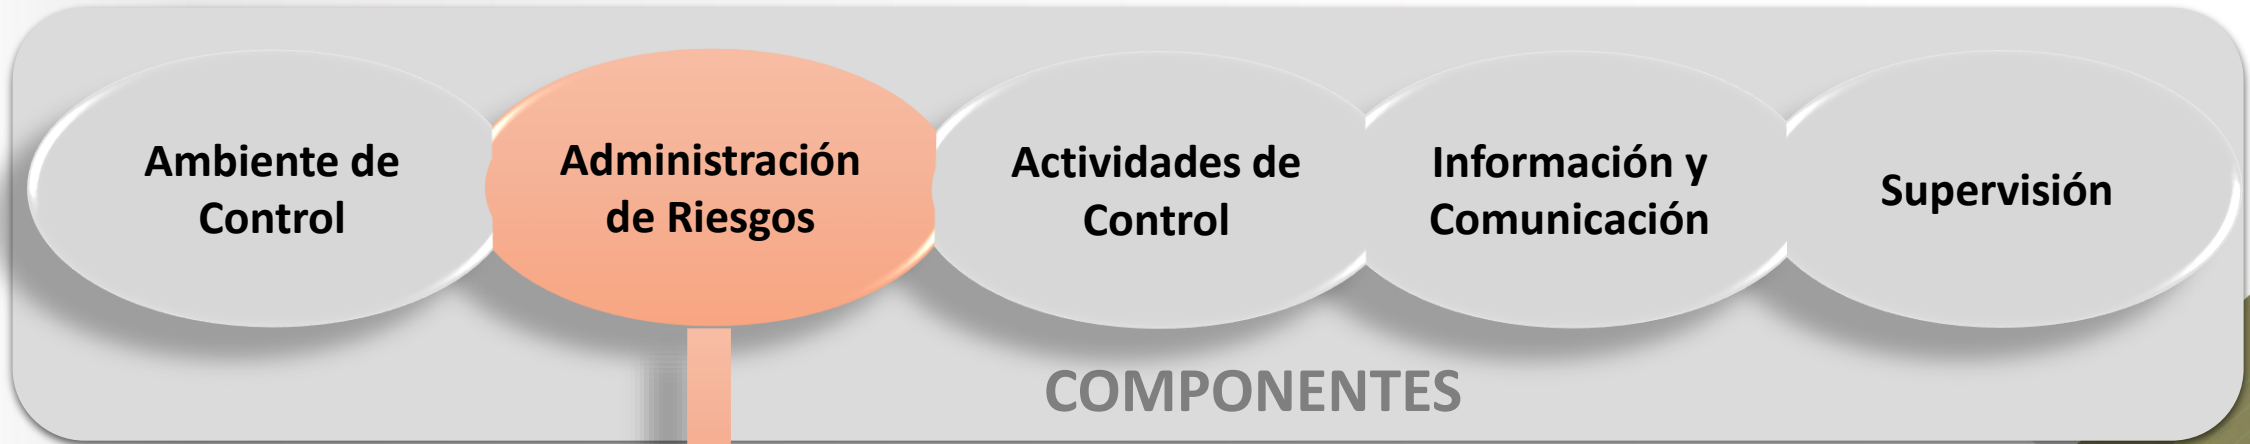 Ambiente de
Control
Administración
de Riesgos
Actividades de
Control
Información y
Comunicación
Supervisión
COMPONENTES